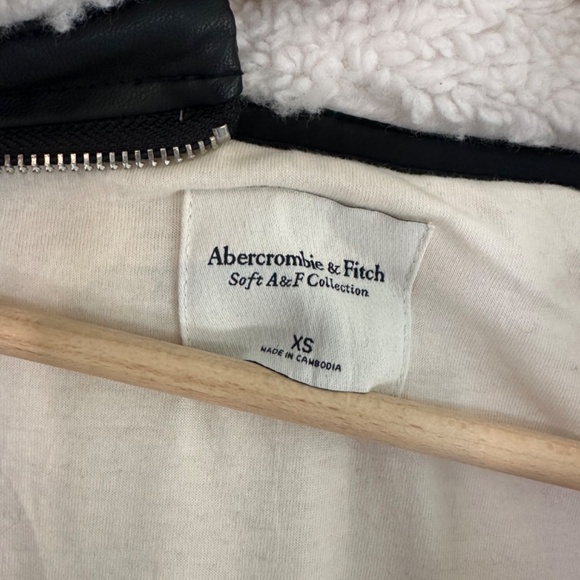 Abercrombie & Fitch
Soft A&F Collection
XS
MADE IN CAMBODIA